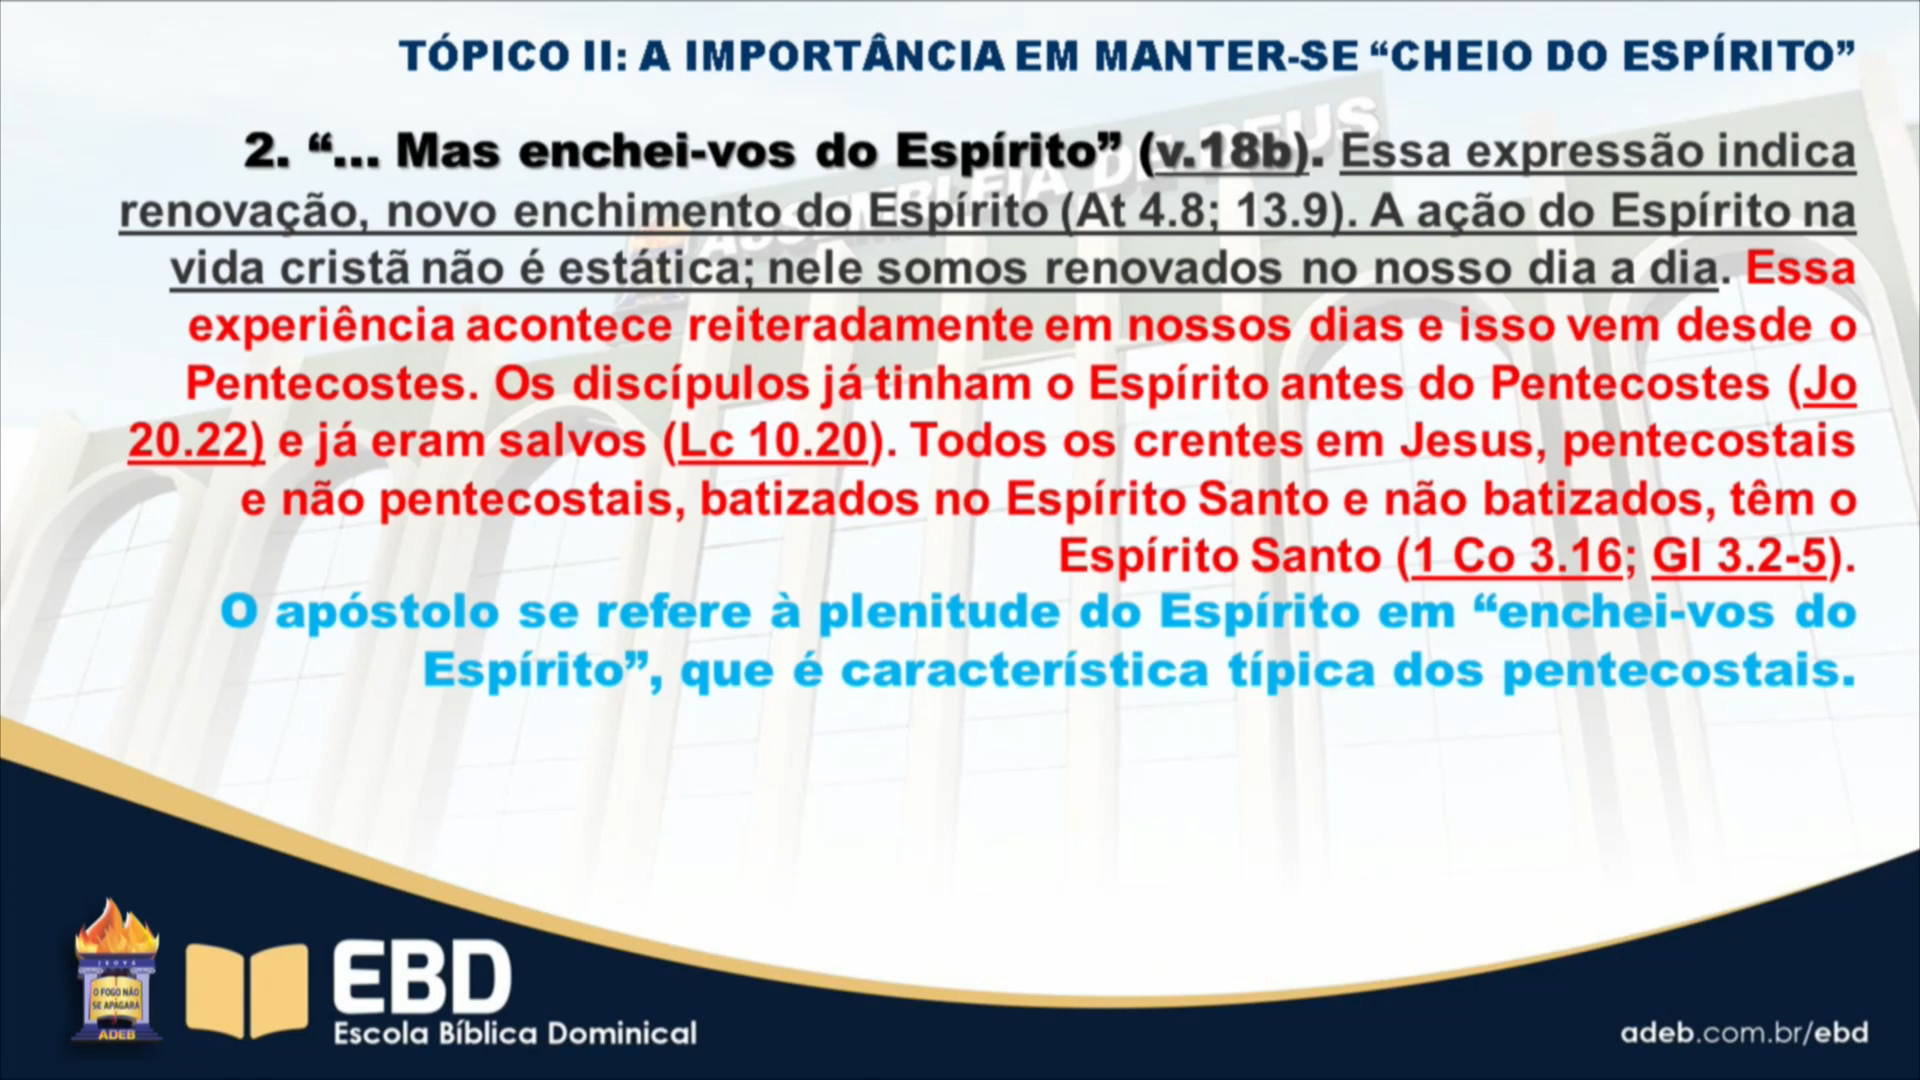 TÓPICO II: A IMPORTÂNCIA EM MANTER-SE “CHEIO DO ESPÍRITO”
2. “... Mas enchei-vos do Espírito” (v.18b). Essa expressão indica
renovação, novo enchimento do Espírito (At 4.8; 13.9). A ação do Espírito na
vida cristã não é estática; nele somos renovados no nosso dia a dia. Essa
experiência acontece reiteradamente em nossos dias e isso vem desde o
Pentecostes. Os discípulos já tinham o Espírito antes do Pentecostes (Jo
20.22) e já eram salvos (Lc 10.20). Todos os crentes em Jesus, pentecostais
e não pentecostais, batizados no Espírito Santo e não batizados, têm o
Espírito Santo (1 Co 3.16; Gl 3.2-5).
O apóstolo se refere à plenitude do Espírito em “enchei-vos do
Espírito”, que é característica típica dos pentecostais.
ASSEMBLEIA DE DEUS
JEOVÁ
O FOGO NÃO
SE APAGARÁ
ADEB
EBD
Escola Bíblica Dominical
adeb.com.br/ebd